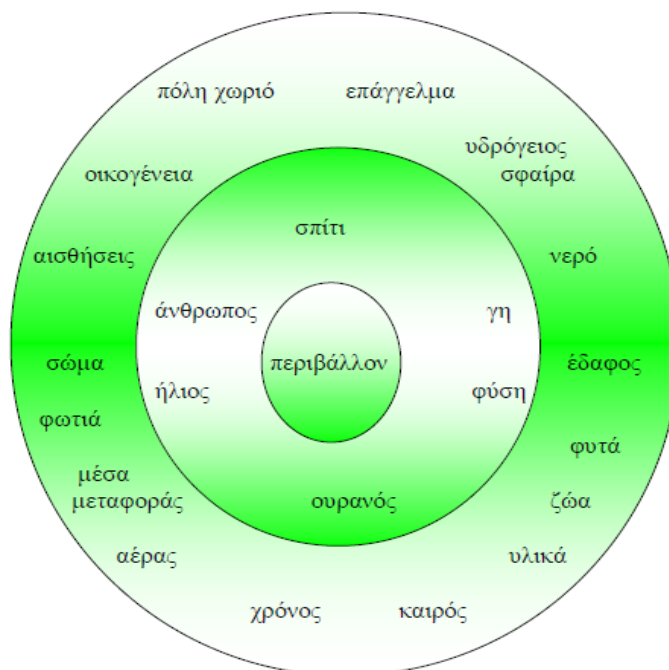 πόλη χωριό
επάγγελμα
υδρόγειος
σφαίρα
οικογένεια
σπίτι
αισθήσεις
νερό
άνθρωπος
γη
περιβάλλον
σώμα
έδαφος
ήλιος
φύση
φωτιά
φυτά
μέσα
μεταφοράς
ουρανός
ζώα
αέρας
υλικά
χρόνος
καιρός